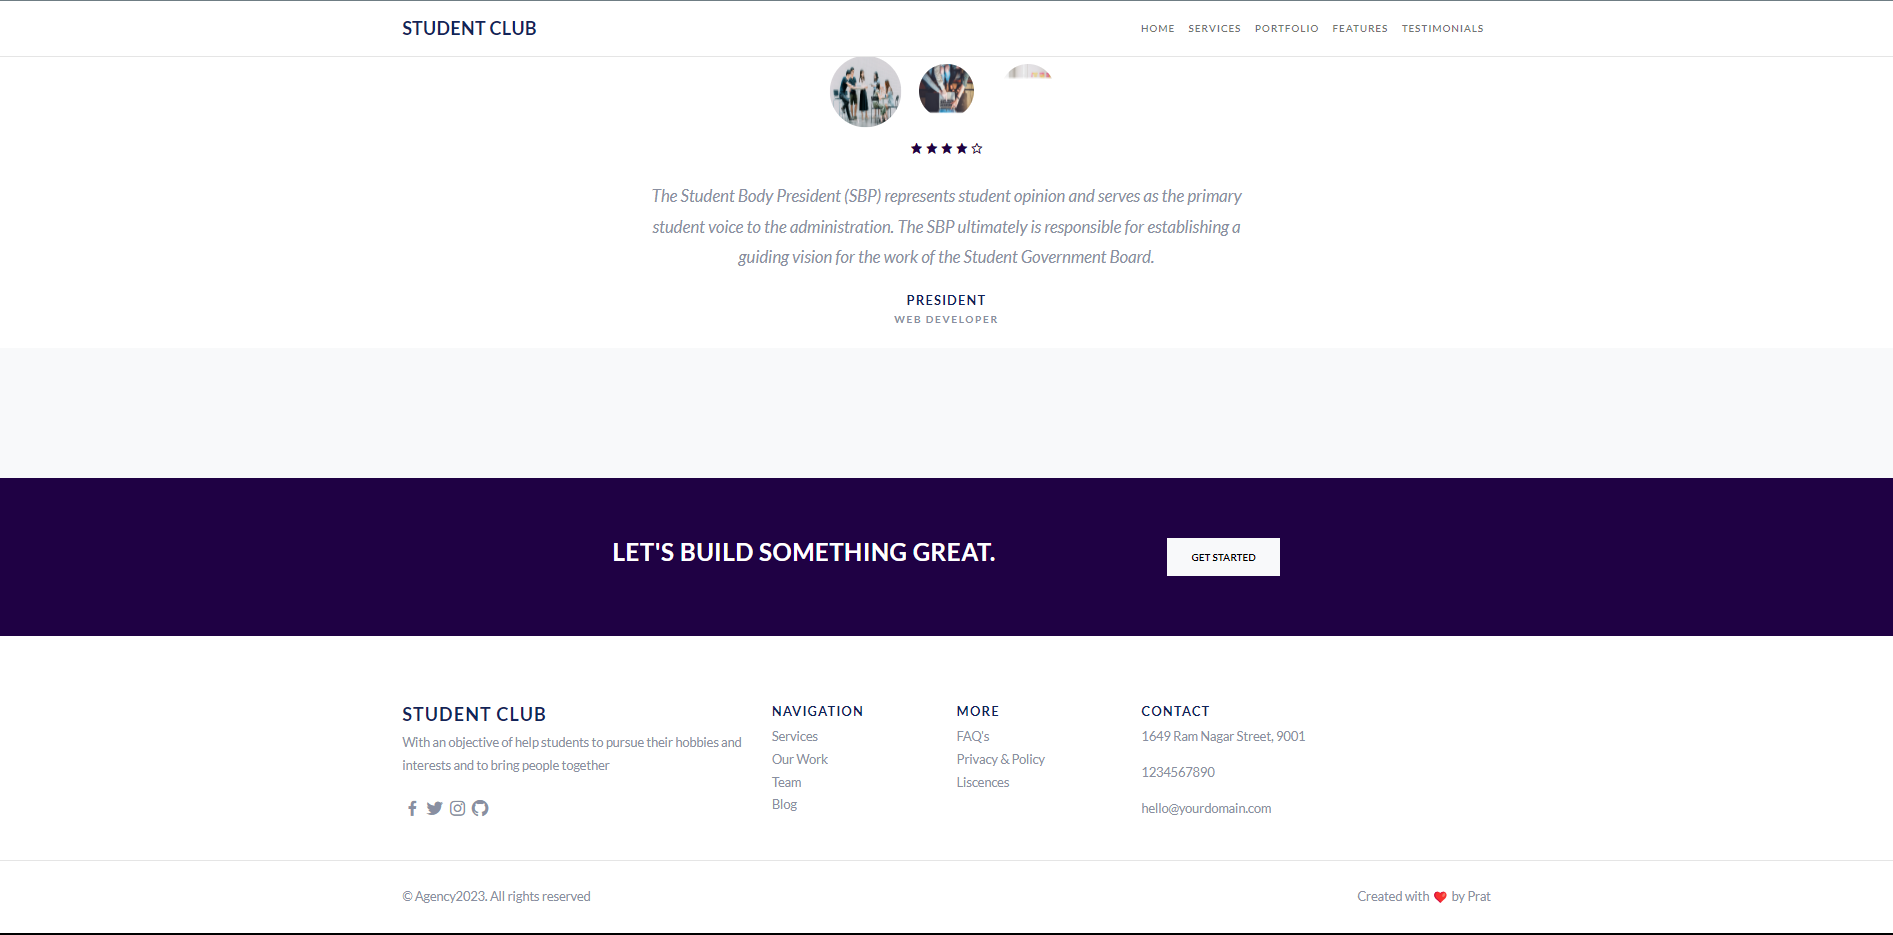 STUDENT CLUB
HOME SERVICES PORTFOLIO FEATURES TESTIMONIALS
The Student Body President (SBP) represents student opinion and serves as the primary
student voice to the administration. The SBP ultimately is responsible for establishing a
guiding vision for the work of the Student Government Board.
PRESIDENT
WEB DEVELOPER
LET'S BUILD SOMETHING GREAT.
GET STARTED
STUDENT CLUB
With an objective of help students to pursue their hobbies and
interests and to bring people together
NAVIGATION
Services
Our Work
Team
Blog
MORE
FAQ's
Privacy & Policy
Liscences
CONTACT
1649 Ram Nagar Street, 9001
1234567890
hello@yourdomain.com
© Agency2023. All rights reserved
Created with ❤️ by Prat